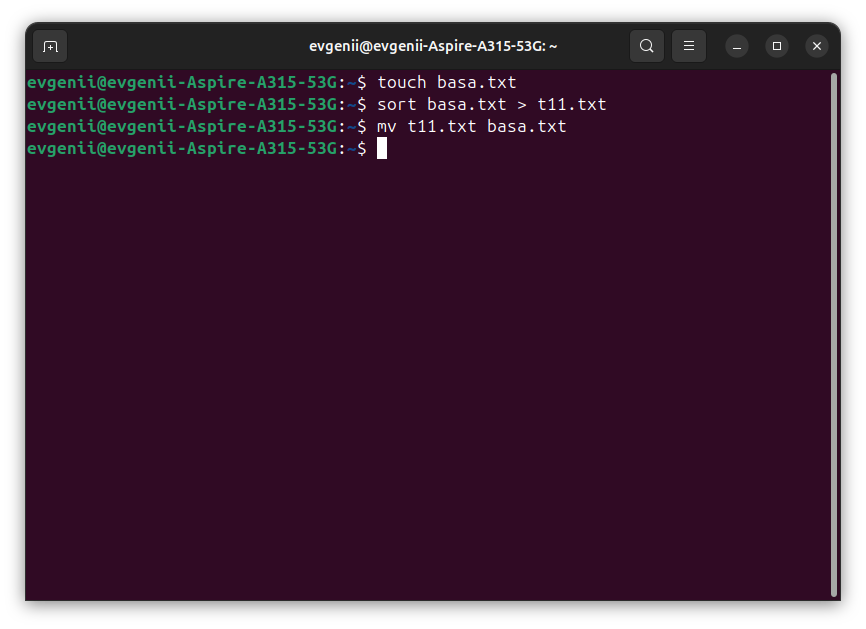 evgenii@evgenii-Aspire-A315-53G: ~
evgenii@evgenii-Aspire-A315-53G:~$ touch basa.txt
evgenii@evgenii-Aspire-A315-53G:~$ sort basa.txt > t11.txt
evgenii@evgenii-Aspire-A315-53G:~$ mv t11.txt basa.txt
evgenii@evgenii-Aspire-A315-53G:~$